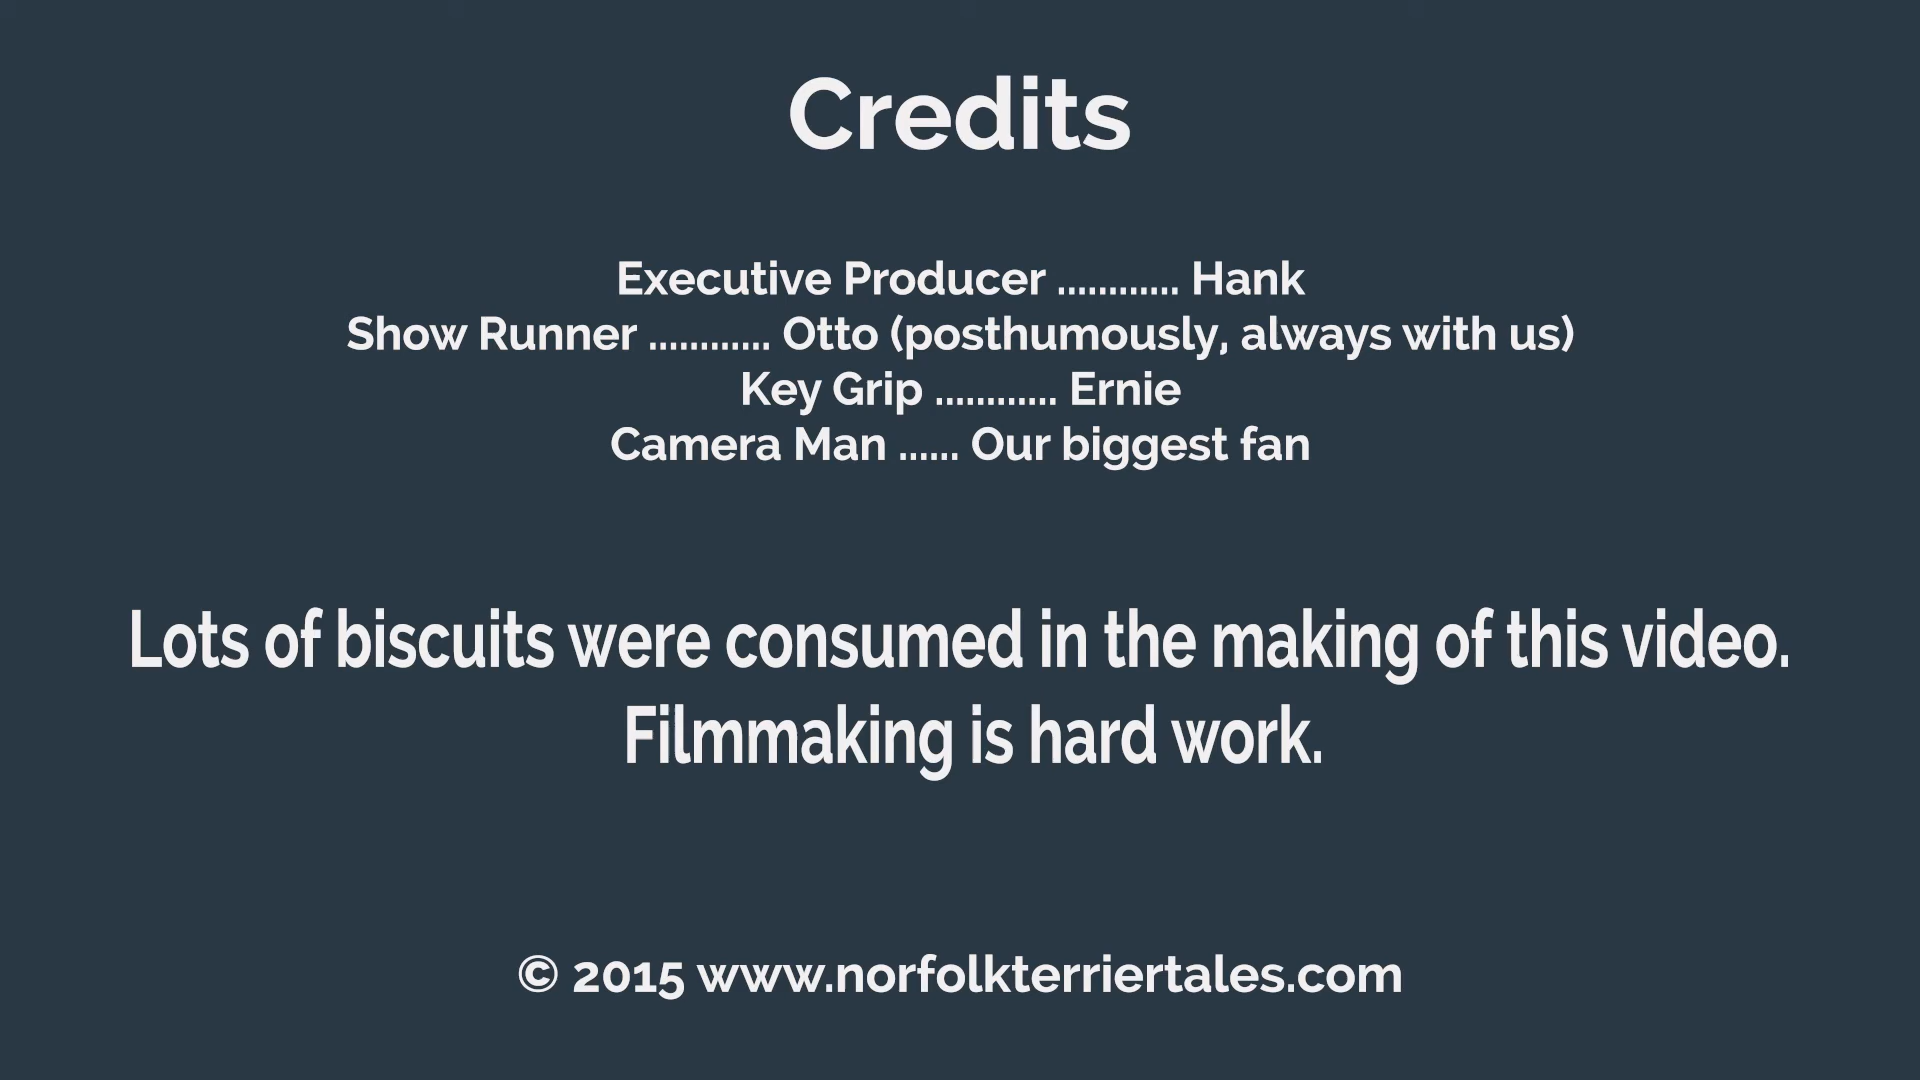 Credits
Executive Producer ............ Hank
Show Runner ............ Otto (posthumously, always with us)
Key Grip ............ Ernie
Camera Man ...... Our biggest fan
Lots of biscuits were consumed in the making of this video.
Filmmaking is hard work.
© 2015 www.norfolkterriertales.com